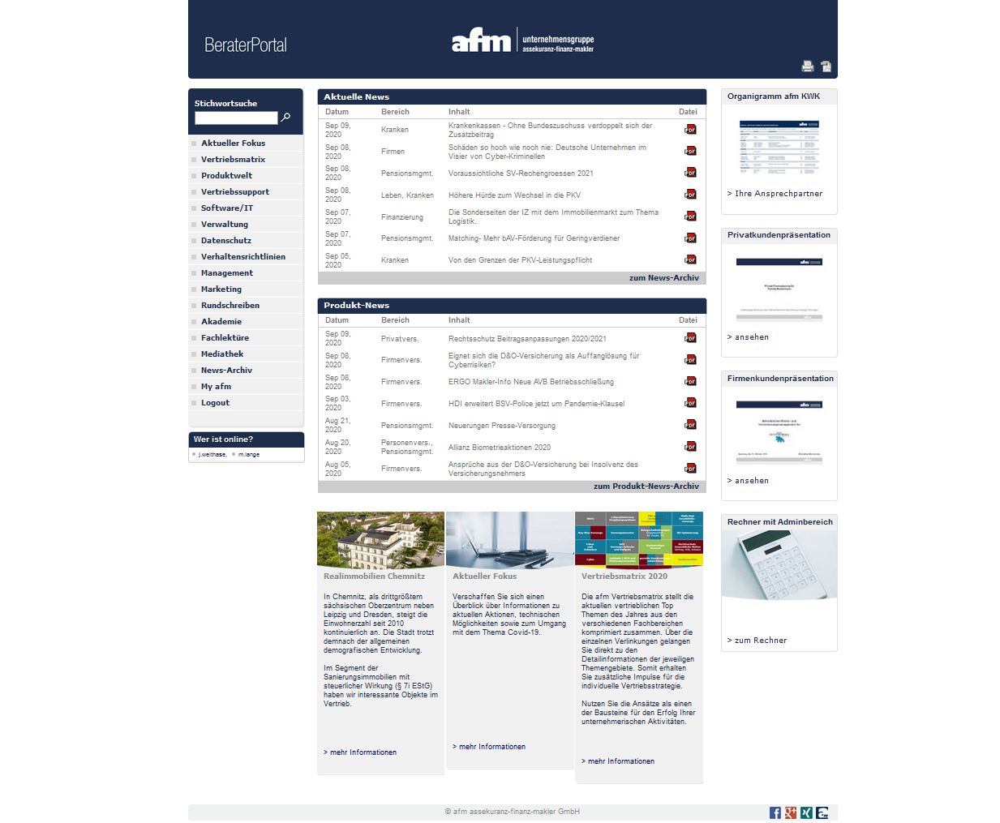 BeraterPortal
afm unternehmensgruppe
assekuranz-finanz-makler
Stichwortsuche
Aktueller Fokus
Vertriebsmatrix
Produktwelt
Vertriebssupport
Software/IT
Verwaltung
Datenschutz
Verhaltensrichtlinien
Management
Marketing
Rundschreiben
Akademie
Fachlektüre
Mediathek
News-Archiv
My afm
Logout
Wer ist online?
j.welthase, m.lange
Aktuelle News
Datum Bereich Inhalt Datei
Sep 09, 2020 Kranken Krankenkassen - Ohne Bundeszuschuss verdoppelt sich der Zusatzbeitrag PDF
Sep 08, 2020 Firmen Schäden so hoch wie noch nie: Deutsche Unternehmen im Visier von Cyber-Kriminellen PDF
Sep 08, 2020 Pensionsmgmt. Voraussichtliche SV-Rechengroessen 2021 PDF
Sep 08, 2020 Leben, Kranken Höhere Hürde zum Wechsel in die PKV PDF
Sep 07, 2020 Finanzierung Die Sonderseiten der IZ mit dem Immobilienmarkt zum Thema Logistik. PDF
Sep 07, 2020 Pensionsmgmt. Matching- Mehr bAV-Förderung für Geringverdiener PDF
Sep 05, 2020 Kranken Von den Grenzen der PKV-Leistungspflicht PDF
zum News-Archiv
Produkt-News
Datum Bereich Inhalt Datei
Sep 09, 2020 Privatvers. Rechtsschutz Beitragsanpassungen 2020/2021 PDF
Sep 08, 2020 Firmenvers. Eignet sich die D&O-Versicherung als Auffanglösung für Cyberrisiken? PDF
Sep 08, 2020 Firmenvers. ERGO Makler-Info Neue AVB Betriebsschließung PDF
Sep 03, 2020 Firmenvers. HDI erweitert BSV-Police jetzt um Pandemie-Klausel PDF
Aug 21, 2020 Pensionsmgmt. Neuerungen Presse-Versorgung PDF
Aug 20, 2020 Personenvers., Pensionsmgmt. Allianz Biometrieaktionen 2020 PDF
Aug 05, 2020 Firmenvers. Ansprüche aus der D&O-Versicherung bei Insolvenz des Versicherungsnehmers PDF
zum Produkt-News-Archiv
Realimmobilien Chemnitz
In Chemnitz, als drittgrößtem
sächsischen Oberzentrum neben
Leipzig und Dresden, steigt die
Einwohnerzahl seit 2010
kontinuierlich an. Die Stadt trotzt
demnach der allgemeinen
demografischen Entwicklung.
Im Segment der
Sanierungsimmobilien mit
steuerlicher Wirkung (§ 7i EStG)
haben wir interessante Objekte im
Vertrieb.
> mehr Informationen
Aktueller Fokus
Verschaffen Sie sich einen
Überblick über Informationen zu
aktuellen Aktionen, technischen
Möglichkeiten sowie zum Umgang
mit dem Thema Covid-19.
> mehr Informationen
Vertriebsmatrix 2020
Die afm Vertriebsmatrix stellt die
aktuellen vertrieblichen Top
Themen des Jahres aus den
verschiedenen Fachbereichen
komprimiert zusammen. Über die
einzelnen Verlinkungen gelangen
Sie direkt zu den
Detailinformationen der jeweiligen
Themengebiete. Somit erhalten
Sie zusätzliche Impulse für die
individuelle Vertriebsstrategie.
Nutzen Sie die Ansätze als einen
der Bausteine für den Erfolg Ihrer
unternehmerischen Aktivitäten.
> mehr Informationen
Organigramm afm KWK
> Ihre Ansprechpartner
Privatkundenpräsentation
> ansehen
Firmenkundenpräsentation
> ansehen
Rechner mit Adminbereich
> zum Rechner
© afm assekuranz-finanz-makler GmbH